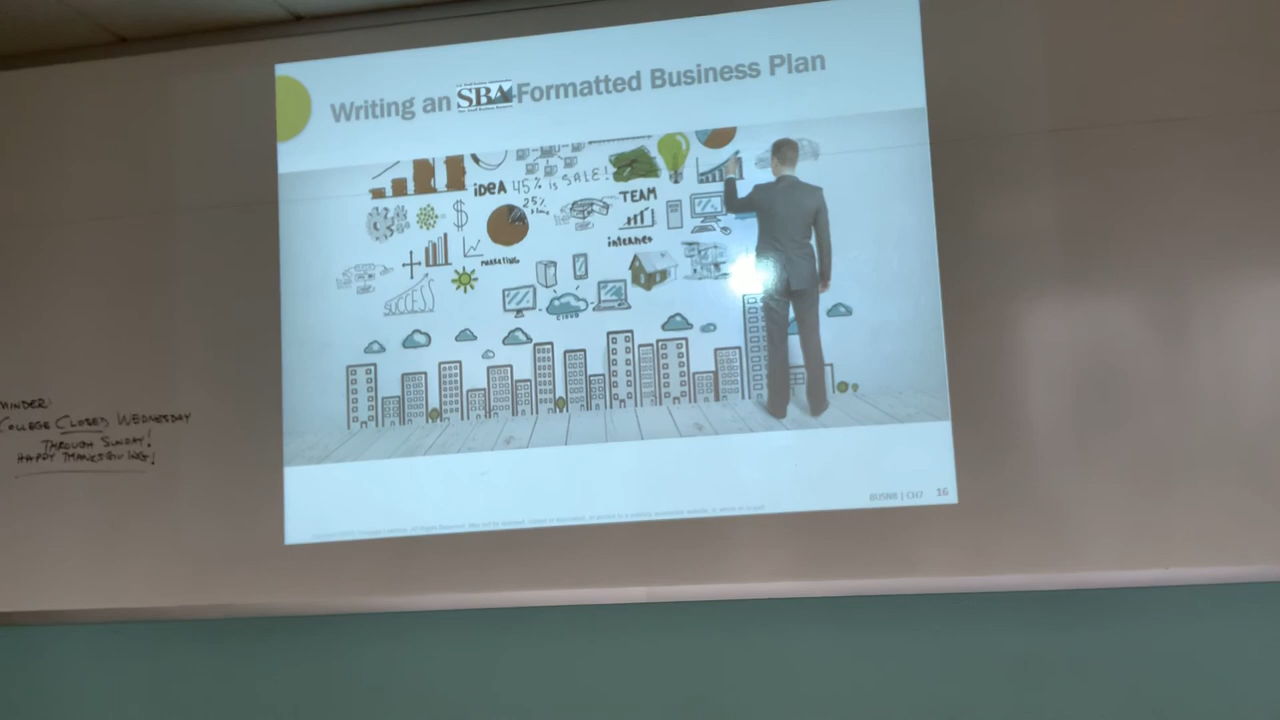 Writing an SBA-Formatted Business Plan
iDEA 45% is SALE!
25%
TEAM
internet
MARKETING
SUCCESS
CLOUD
MINDER:
COLLEGE CLOSED WEDNESDAY
THROUGH SUNDAY!
HAPPY THANKSGIVING!
BUSN8 | CH7 16